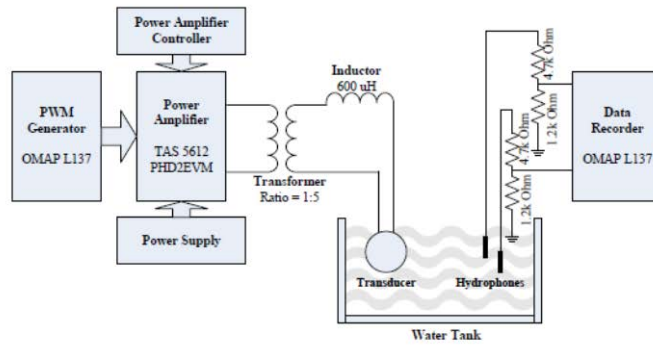 Power Amplifier
Controller
PWM
Generator
OMAP L137
Power
Amplifier
TAS 5612
PHD2EVM
Power Supply
Transformer
Ratio = 1:5
Inductor
600 uH
4.7k Ohm
1.2k Ohm
4.7k Ohm
1.2k Ohm
Data
Recorder
OMAP L137
Transducer
Hydrophones
Water Tank